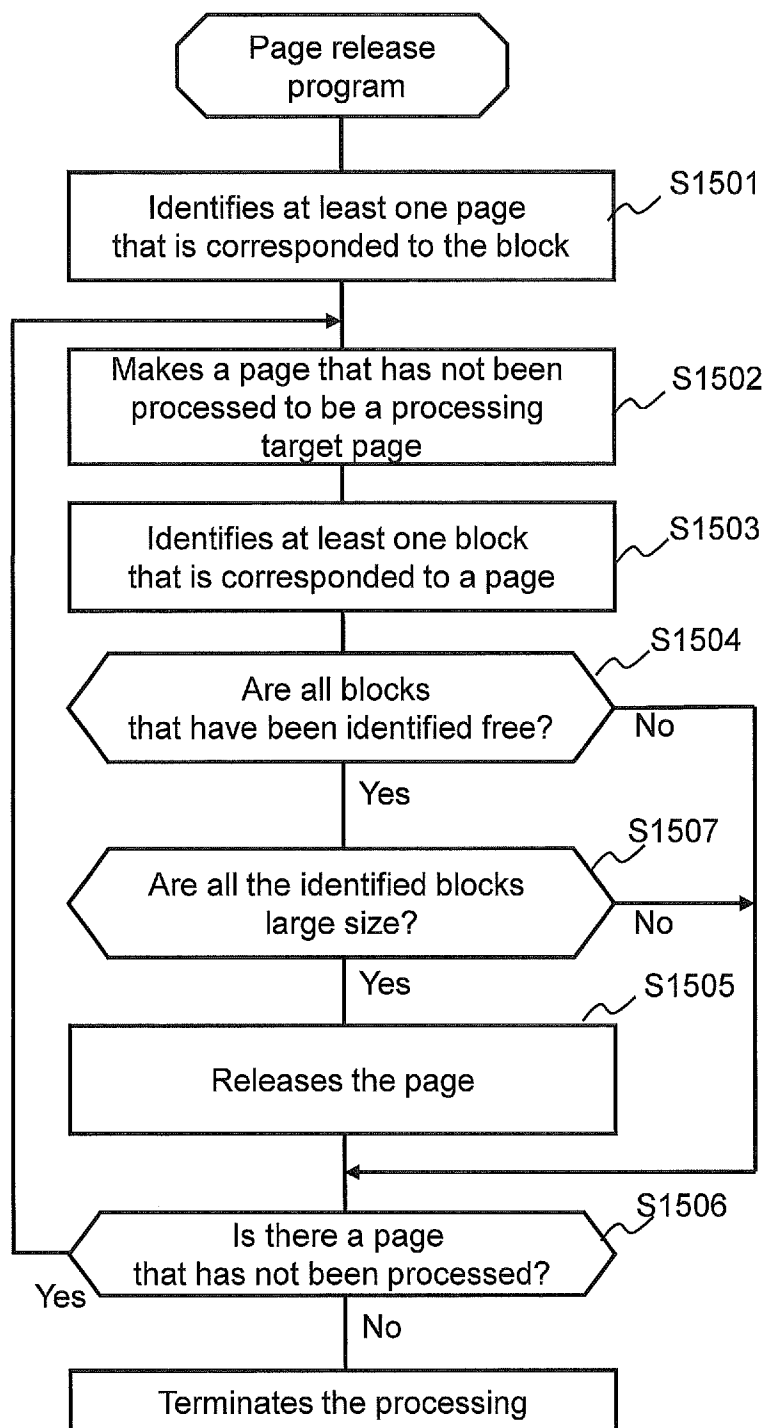 Page release
program
S1501
Identifies at least one page
that is corresponded to the block
S1502
Makes a page that has not been
processed to be a processing
target page
S1503
Identifies at least one block
that is corresponded to a page
S1504
Are all blocks
that have been identified free?
No
Yes
S1507
Are all the identified blocks
large size?
No
Yes
S1505
Releases the page
S1506
Is there a page
that has not been processed?
Yes
No
Terminates the processing